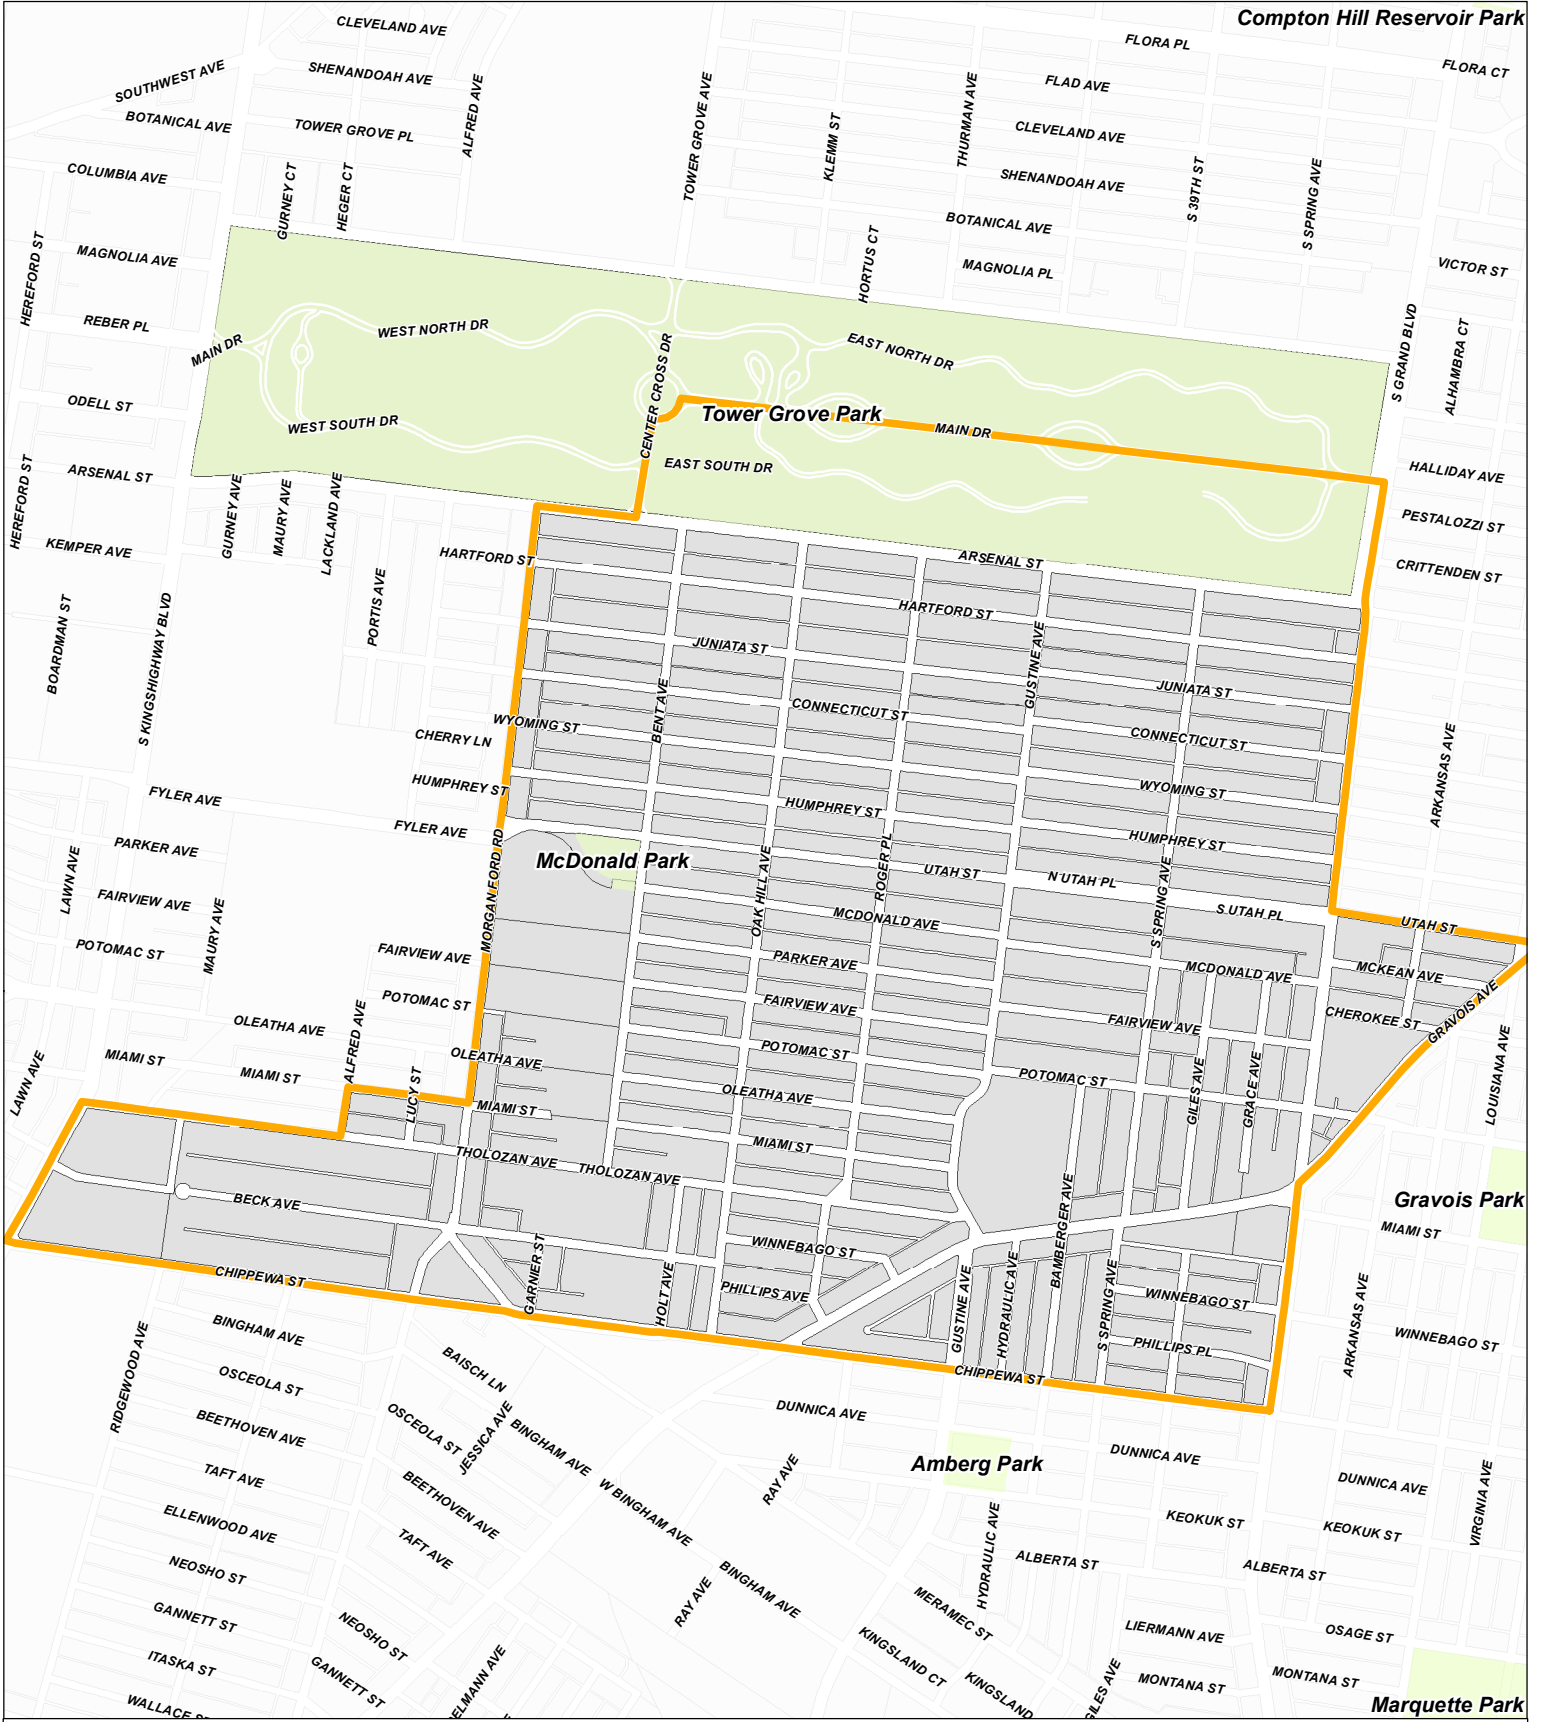 Compton Hill Reservoir Park
CLEVELAND AVE
FLORA PL
FLORA CT
SHENANDOAH AVE
SOUTHWEST AVE
FLAD AVE
ALFRED AVE
TOWER GROVE AVE
THURMAN AVE
BOTANICAL AVE
TOWER GROVE PL
CLEVELAND AVE
KLEMM ST
COLUMBIA AVE
GURNEY CT
HEGER CT
SHENANDOAH AVE
S 39TH ST
S SPRING AVE
BOTANICAL AVE
HEREFORD ST
MAGNOLIA AVE
HORTUS CT
MAGNOLIA PL
VICTOR ST
REBER PL
MAIN DR
WEST NORTH DR
EAST NORTH DR
CENTER CROSS DR
S GRAND BLVD
ALHAMBRA CT
ODELL ST
WEST SOUTH DR
Tower Grove Park
MAIN DR
EAST SOUTH DR
HEREFORD ST
ARSENAL ST
HALLIDAY AVE
GURNEY AVE
MAURY AVE
LACKLAND AVE
PESTALOZZI ST
KEMPER AVE
HARTFORD ST
ARSENAL ST
CRITTENDEN ST
BOARDMAN ST
S KINGSHIGHWAY BLVD
PORTIS AVE
HARTFORD ST
JUNIATA ST
GUSTINE AVE
JUNIATA ST
BENT AVE
CONNECTICUT ST
WYOMING ST
CHERRY LN
CONNECTICUT ST
ARKANSAS AVE
HUMPHREY ST
WYOMING ST
FYLER AVE
HUMPHREY ST
FYLER AVE
HUMPHREY ST
PARKER AVE
McDonald Park
LAWN AVE
MORGAN FORD RD
OAK HILL AVE
ROGER PL
UTAH ST
N UTAH PL
S SPRING AVE
FAIRVIEW AVE
MAURY AVE
MCDONALD AVE
S UTAH PL
UTAH ST
POTOMAC ST
FAIRVIEW AVE
PARKER AVE
MCDONALD AVE
MCKEAN AVE
POTOMAC ST
FAIRVIEW AVE
CHEROKEE ST
GRAVOIS AVE
OLEATHA AVE
ALFRED AVE
FAIRVIEW AVE
LOUISIANA AVE
MIAMI ST
OLEATHA AVE
POTOMAC ST
LAWN AVE
MIAMI ST
LUCY ST
OLEATHA AVE
POTOMAC ST
GILES AVE
GRACE AVE
MIAMI ST
MIAMI ST
THOLOZAN AVE
THOLOZAN AVE
BECK AVE
BAMBERGER AVE
Gravois Park
MIAMI ST
WINNEBAGO ST
CHIPPEWA ST
GARNIER ST
HOLT AVE
PHILLIPS AVE
GUSTINE AVE
HYDRAULIC AVE
S SPRING AVE
WINNEBAGO ST
ARKANSAS AVE
WINNEBAGO ST
RIDGEWOOD AVE
BINGHAM AVE
PHILLIPS PL
BAISCH LN
CHIPPEWA ST
OSCEOLA ST
BEETHOVEN AVE
OSCEOLA ST
JESSICA AVE
BINGHAM AVE
DUNNICA AVE
DUNNICA AVE
Amberg Park
TAFT AVE
BEETHOVEN AVE
W BINGHAM AVE
RAY AVE
DUNNICA AVE
VIRGINIA AVE
ELLENWOOD AVE
TAFT AVE
HYDRAULIC AVE
KEOKUK ST
KEOKUK ST
NEOSHO ST
ALBERTA ST
ALBERTA ST
GANNETT ST
NEOSHO ST
RAY AVE
BINGHAM AVE
MERAMEC ST
LIERMANN AVE
OSAGE ST
ITASKA ST
GANNETT ST
KINGSLAND CT
KINGSLAND
GILES AVE
MONTANA ST
MONTANA ST
WALLACE
ELMANN AVE
Marquette Park